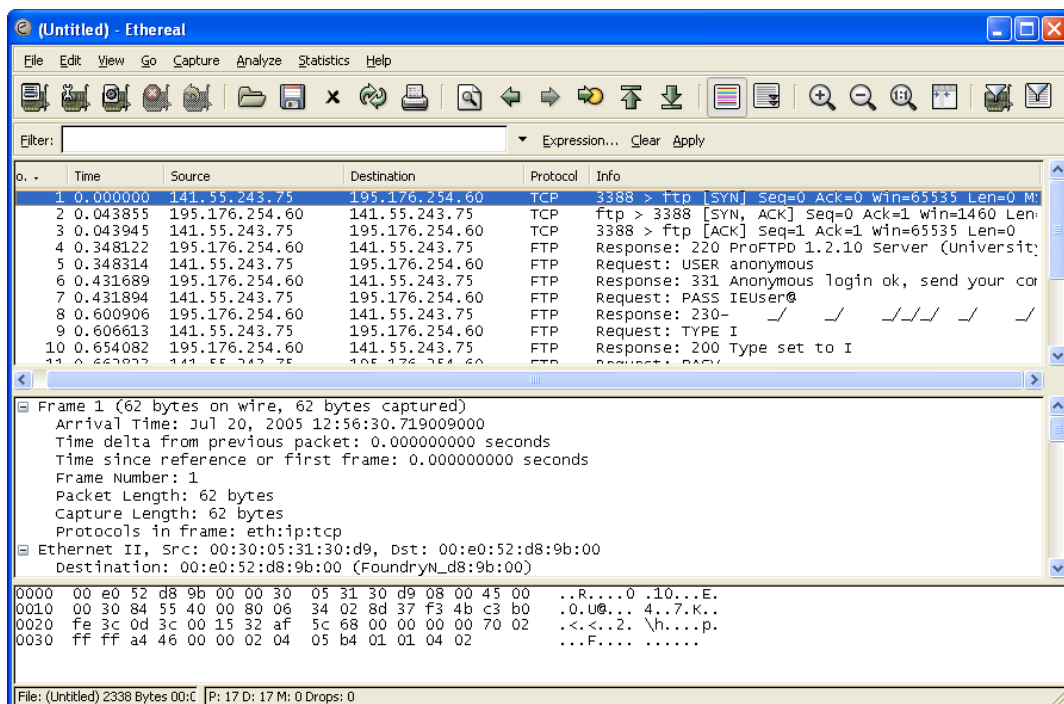 (Untitled) - Ethereal
File Edit View Go Capture Analyze Statistics Help
Filter: Expression... Clear Apply
o. Time Source Destination Protocol Info
1 0.000000 141.55.243.75 195.176.254.60 TCP 3388 > ftp [SYN] Seq=0 Ack=0 Win=65535 Len=0
2 0.043855 195.176.254.60 141.55.243.75 TCP ftp > 3388 [SYN, ACK] Seq=0 Ack=1 Win=1460 Len
3 0.043945 141.55.243.75 195.176.254.60 TCP 3388 > ftp [ACK] Seq=1 Ack=1 Win=65535 Len=0
4 0.348122 195.176.254.60 141.55.243.75 FTP Response: 220 ProFTPD 1.2.10 Server (Universit
5 0.348314 141.55.243.75 195.176.254.60 FTP Request: USER anonymous
6 0.431689 195.176.254.60 141.55.243.75 FTP Response: 331 Anonymous login ok, send your co
7 0.431894 141.55.243.75 195.176.254.60 FTP Request: PASS IEUser@
8 0.600906 195.176.254.60 141.55.243.75 FTP Response: 230- _/ _/ _/_/_/ _/ _/
9 0.606613 141.55.243.75 195.176.254.60 FTP Request: TYPE I
10 0.654082 195.176.254.60 141.55.243.75 FTP Response: 200 Type set to I
Frame 1 (62 bytes on wire, 62 bytes captured)
Arrival Time: Jul 20, 2005 12:56:30.719009000
Time delta from previous packet: 0.000000000 seconds
Time since reference or first frame: 0.000000000 seconds
Frame Number: 1
Packet Length: 62 bytes
Capture Length: 62 bytes
Protocols in frame: eth:ip:tcp
Ethernet II, Src: 00:30:05:31:30:d9, Dst: 00:e0:52:d8:9b:00
Destination: 00:e0:52:d8:9b:00 (FoundryN_d8:9b:00)
0000 00 e0 52 d8 9b 00 00 30 05 31 30 d9 08 00 45 00 ..R....0 .10...E.
0010 00 30 84 55 40 00 80 06 34 02 8d 37 f3 4b c3 b0 .0.U@... 4..7.K..
0020 fe 3c 0d 3c 00 15 32 af 5c 68 00 00 00 00 70 02 .<.<..2. \h....p.
0030 ff ff a4 46 00 00 02 04 05 b4 01 01 04 02 ...F.... ......
File: (Untitled) 2338 Bytes 00:0 P: 17 D: 17 M: 0 Drops: 0